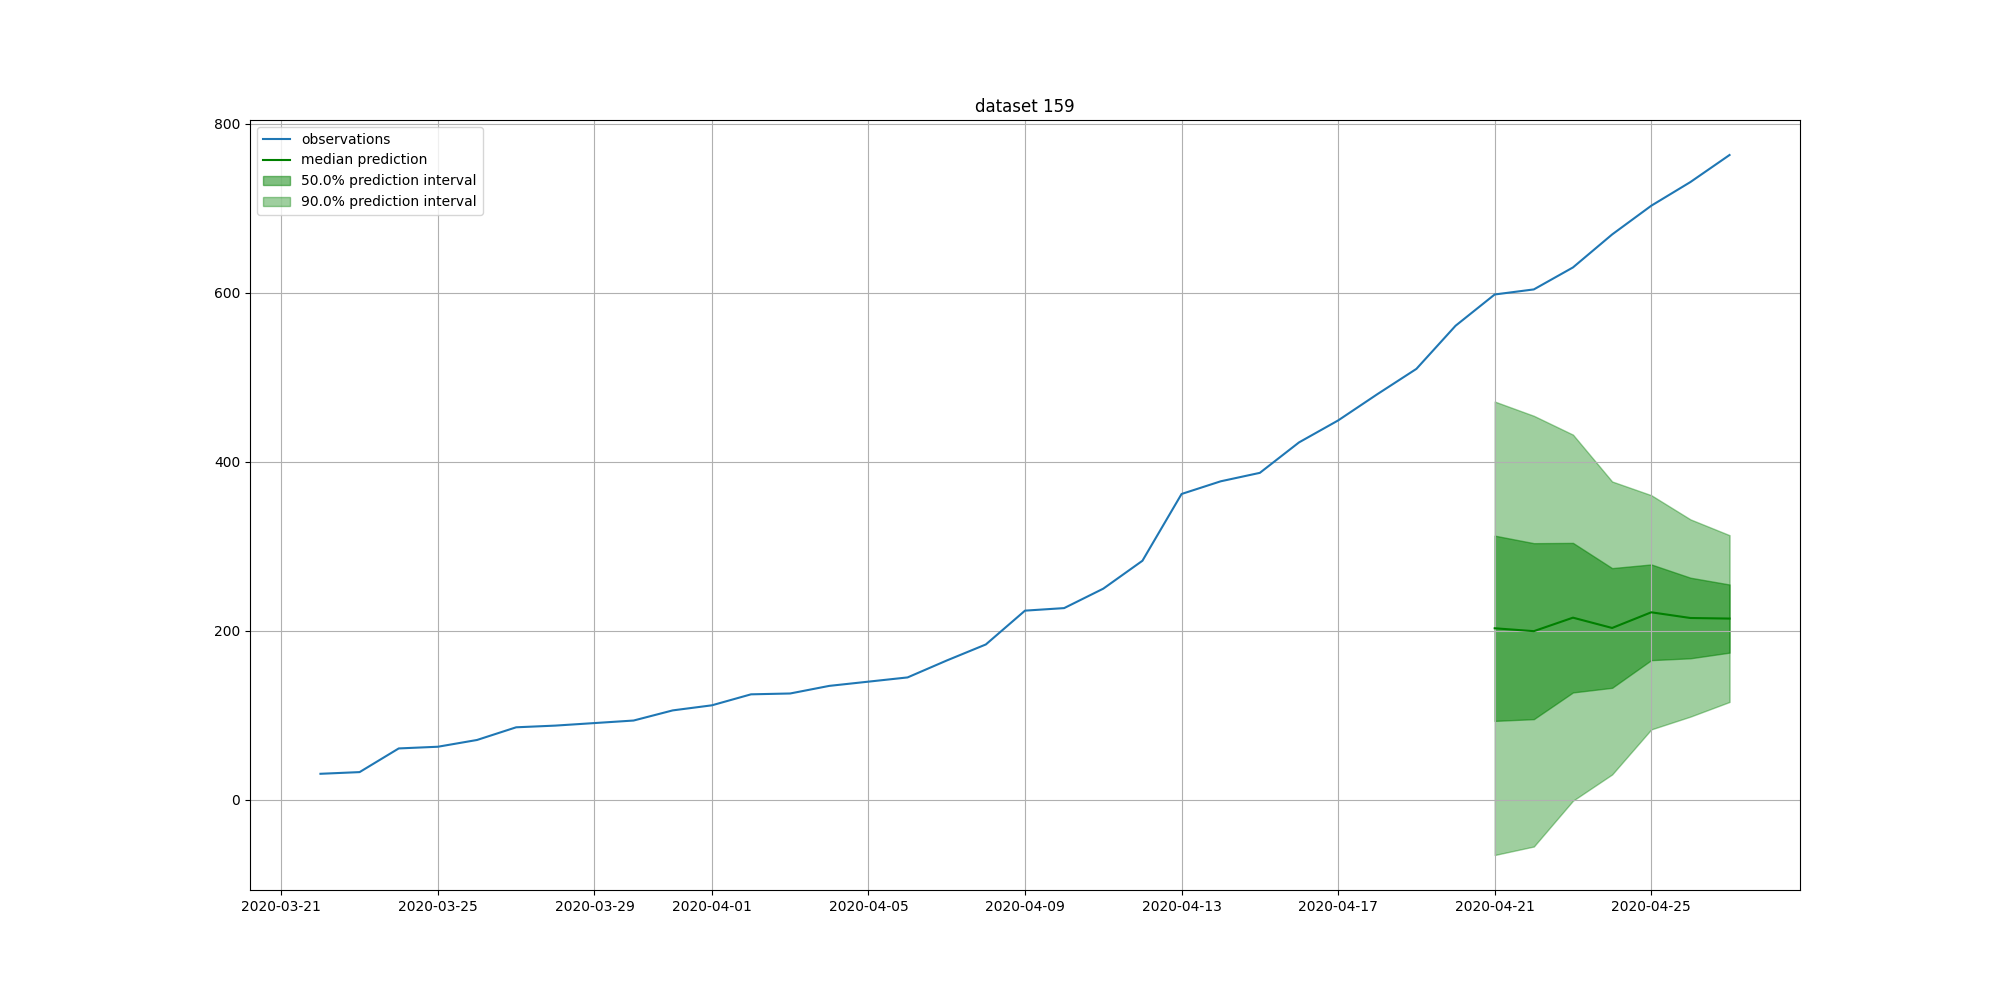 dataset 159
observations
median prediction
50.0% prediction interval
90.0% prediction interval
800
600
400
200
0
2020-03-21 2020-03-25 2020-03-29 2020-04-01 2020-04-05 2020-04-09 2020-04-13 2020-04-17 2020-04-21 2020-04-25